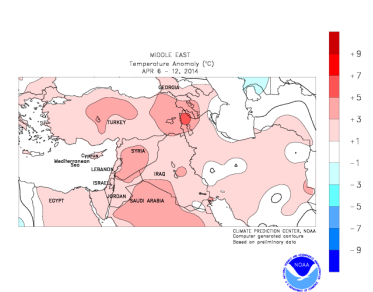 MIDDLE EAST
Temperature Anomaly (°C)
APR 6 - 12, 2014
GEORGIA
TURKEY
SYRIA
Cyprus
Mediterranean
Sea
LEBANON
IRAQ
ISRAEL
JORDAN
EGYPT
SAUDI ARABIA
+9
+7
+5
+3
+1
-1
-3
-5
-7
-9
CLIMATE PREDICTION CENTER, NOAA
Computer generated contours
Based on preliminary data
NOAA